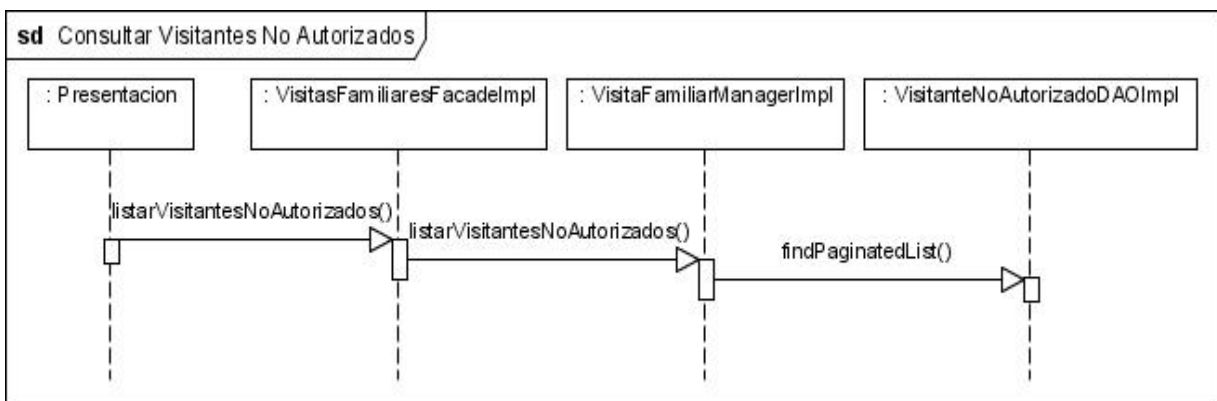 sd Consultar Visitantes No Autorizados
: Presentacion
: VisitasFamiliaresFacadeImpl
: VisitaFamiliarManagerImpl
: VisitanteNoAutorizadoDAOImpl
listarVisitantesNoAutorizados()
listarVisitantesNoAutorizados()
findPaginatedList()